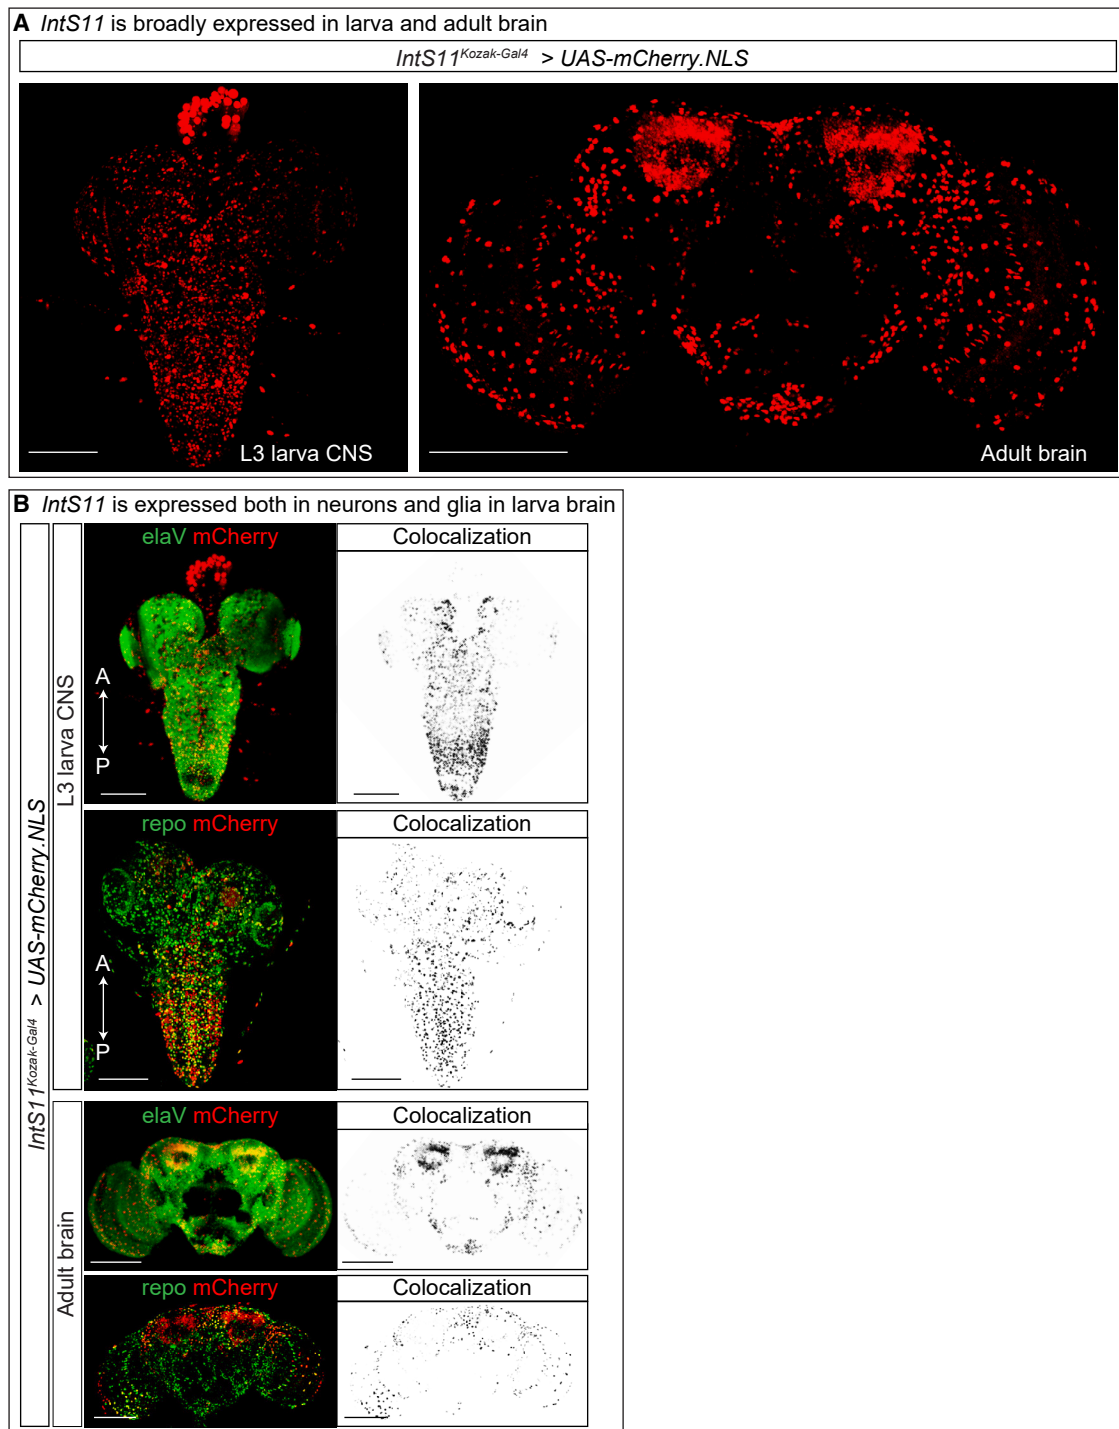 A IntS11 is broadly expressed in larva and adult brain
IntS11Kozak-Gal4 > UAS-mCherry.NLS
L3 larva CNS
Adult brain
B IntS11 is expressed both in neurons and glia in larva brain
IntS11Kozak-Gal4 > UAS-mCherry.NLS
L3 larva CNS
elaV mCherry
Colocalization
A
P
repo mCherry
Colocalization
A
P
Adult brain
elaV mCherry
Colocalization
repo mCherry
Colocalization